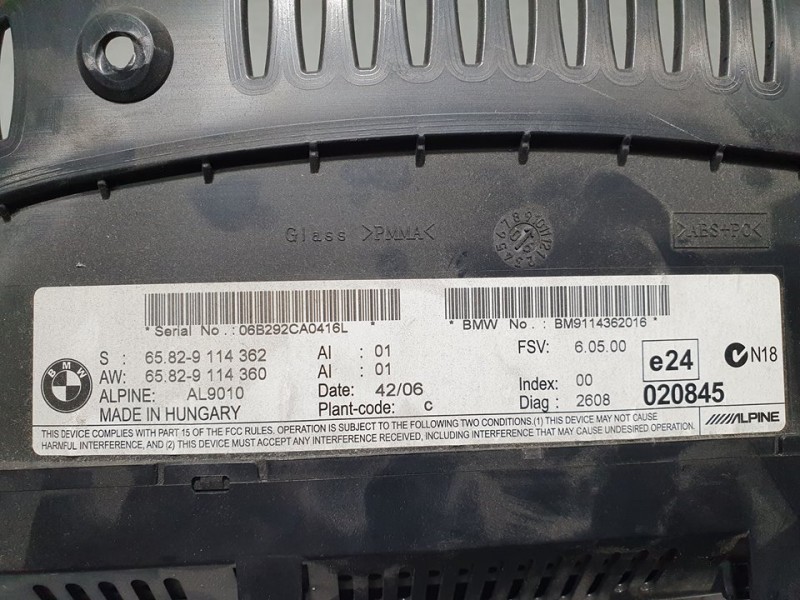 Glass >PMMA<
>ABS+PC<
* Serial No.: 06B292CA0416L *
* BMW No.: BM9114362016 *
BMW
S : 65.82-9 114 362 AI : 01
AW: 65.82-9 114 360 AI : 01
ALPINE: AL9010 Date: 42/06
MADE IN HUNGARY Plant-code: c
FSV: 6.05.00
Index: 00
Diag: 2608
e24
020845
N18
ALPINE
THIS DEVICE COMPLIES WITH PART 15 OF THE FCC RULES. OPERATION IS SUBJECT TO THE FOLLOWING TWO CONDITIONS.(1) THIS DEVICE MAY NOT CAUSE
HARMFUL INTERFERENCE, AND (2) THIS DEVICE MUST ACCEPT ANY INTERFERENCE RECEIVED, INCLUDING INTERFERENCE THAT MAY CAUSE UNDESIRED OPERATION.